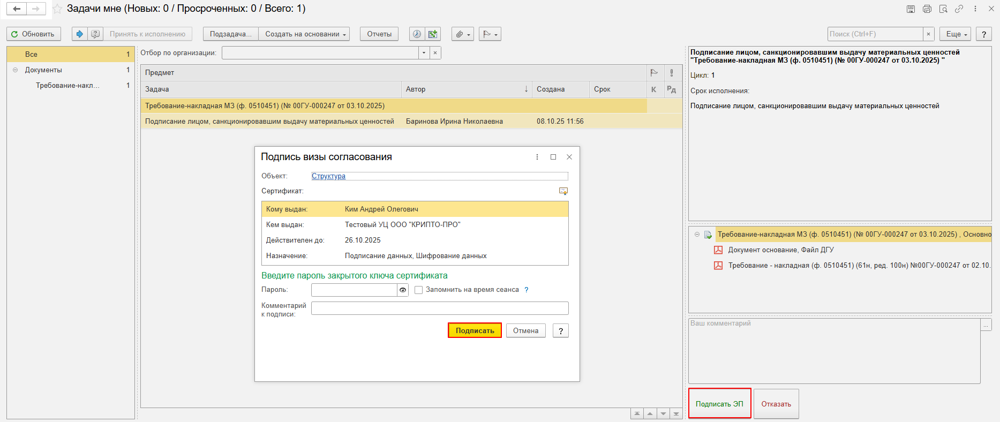 Задачи мне (Новых: 0 / Просроченных: 0 / Всего: 1)
Обновить
Принять к исполнению
Подзадача...
Создать на основании
Отчеты
Поиск (Ctrl+F)
×
Еще
?
Все 1
Документы 1
Требование-накл... 1
Отбор по организации:
×
Предмет
Задача Автор ↓ Создана Срок К Рд
Требование-накладная МЗ (ф. 0510451) (№ 00ГУ-000247 от 03.10.2025)
Подписание лицом, санкционировавшим выдачу материальных ценностей Баринова Ирина Николаевна 08.10.25 11:56
Подпись визы согласования
Объект: Структура
Сертификат:
Кому выдан: Ким Андрей Олегович
Кем выдан: Тестовый УЦ ООО "КРИПТО-ПРО"
Действителен до: 26.10.2025
Назначение: Подписание данных, Шифрование данных
Введите пароль закрытого ключа сертификата
Пароль: Запомнить на время сеанса ?
Комментарий
к подписи:
Подписать
Отмена
?
Подписание лицом, санкционировавшим выдачу материальных ценностей
"Требование-накладная МЗ (ф. 0510451) (№ 00ГУ-000247 от 03.10.2025) "
Цикл: 1
Срок исполнения:
Подписание лицом, санкционировавшим выдачу материальных ценностей
Требование-накладная МЗ (ф. 0510451) (№ 00ГУ-000247 от 03.10.2025) , Основно
Документ основание, Файл ДГУ
Требование - накладная (ф. 0510451) (61н, ред. 100н) №00ГУ-000247 от 02.10.
Ваш комментарий
...
Подписать ЭП
Отказать